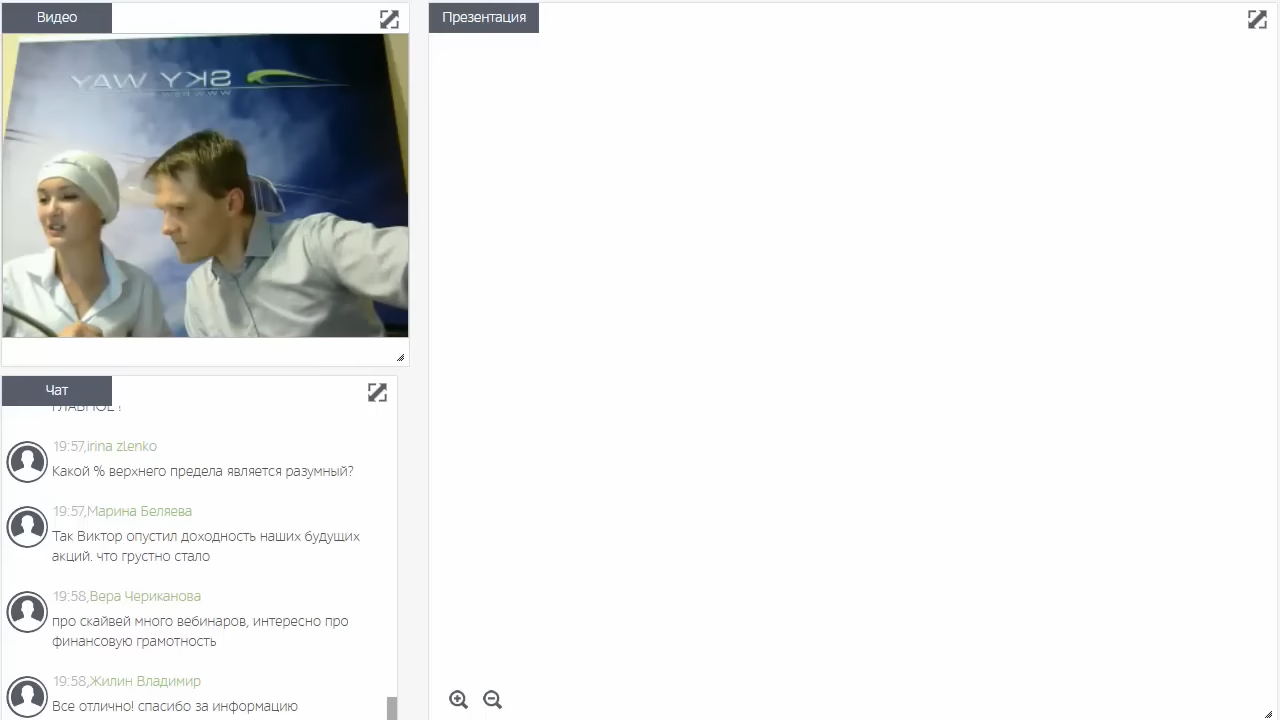 Видео
SKY WAY
Презентация
Чат
ГЛАВНОЕ !
19:57,irina zlenko
Какой % верхнего предела является разумный?
19:57,Марина Беляева
Так Виктор опустил доходность наших будущих
акций. что грустно стало
19:58,Вера Чериканова
про скайвей много вебинаров, интересно про
финансовую грамотность
19:58,Жилин Владимир
Все отлично! спасибо за информацию